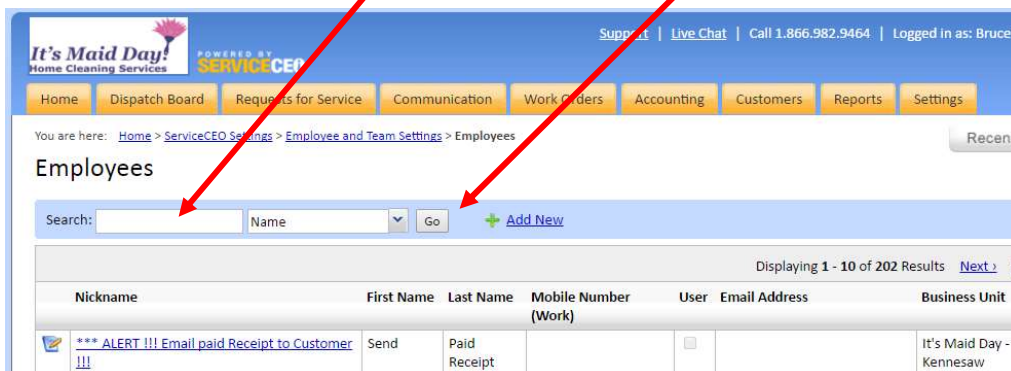 It's Maid Day!
Home Cleaning Services
POWERED BY
SERVICECEO
Support | Live Chat | Call 1.866.982.9464 | Logged in as: Bruce
Home Dispatch Board Requests for Service Communication Work Orders Accounting Customers Reports Settings
You are here: Home > ServiceCEO Settings > Employee and Team Settings > Employees
Recen
Employees
Search: Name Go Add New
Displaying 1 - 10 of 202 Results Next ›
Nickname First Name Last Name Mobile Number (Work) User Email Address Business Unit
*** ALERT !!! Email paid Receipt to Customer Send Paid It's Maid Day -
!!! Receipt Kennesaw